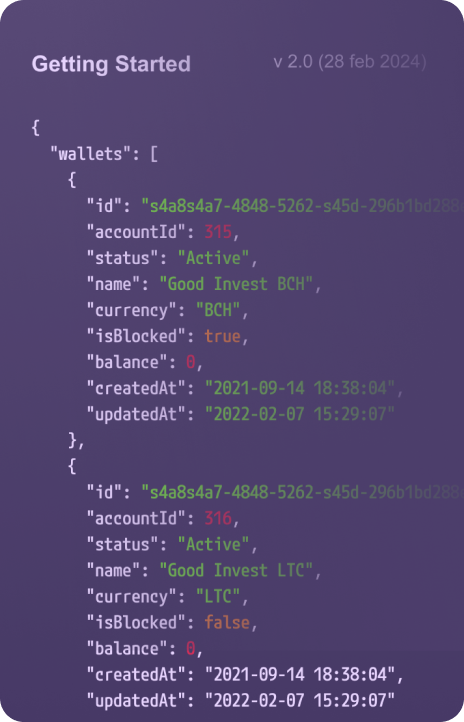 Getting Started
v 2.0 (28 feb 2024)
{
"wallets": [
{
"id": "s4a8s4a7-4848-5262-s45d-296b1bd288
"accountId": 315,
"status": "Active",
"name": "Good Invest BCH",
"currency": "BCH",
"isBlocked": true,
"balance": 0,
"createdAt": "2021-09-14 18:38:04",
"updatedAt": "2022-02-07 15:29:07"
},
{
"id": "s4a8s4a7-4848-5262-s45d-296b1bd288
"accountId": 316,
"status": "Active",
"name": "Good Invest LTC",
"currency": "LTC",
"isBlocked": false,
"balance": 0,
"createdAt": "2021-09-14 18:38:04",
"updatedAt": "2022-02-07 15:29:07"